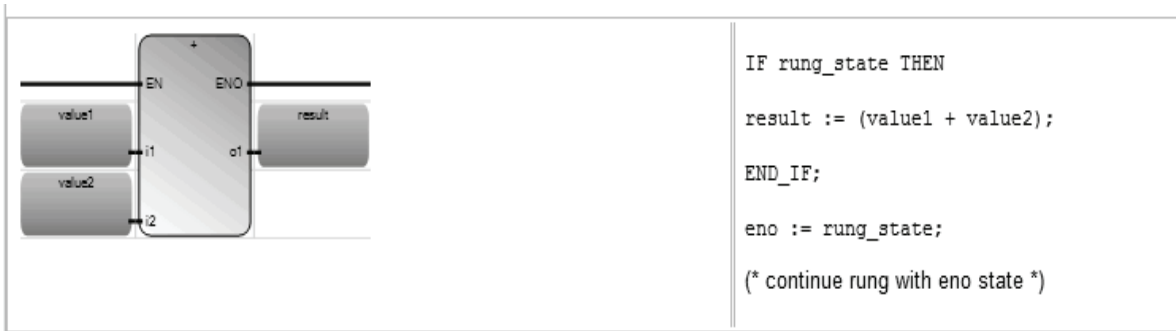 +
EN ENO
value1 result
i1 o1
value2
i2
IF rung_state THEN
result := (value1 + value2);
END_IF;
eno := rung_state;
(* continue rung with eno state *)